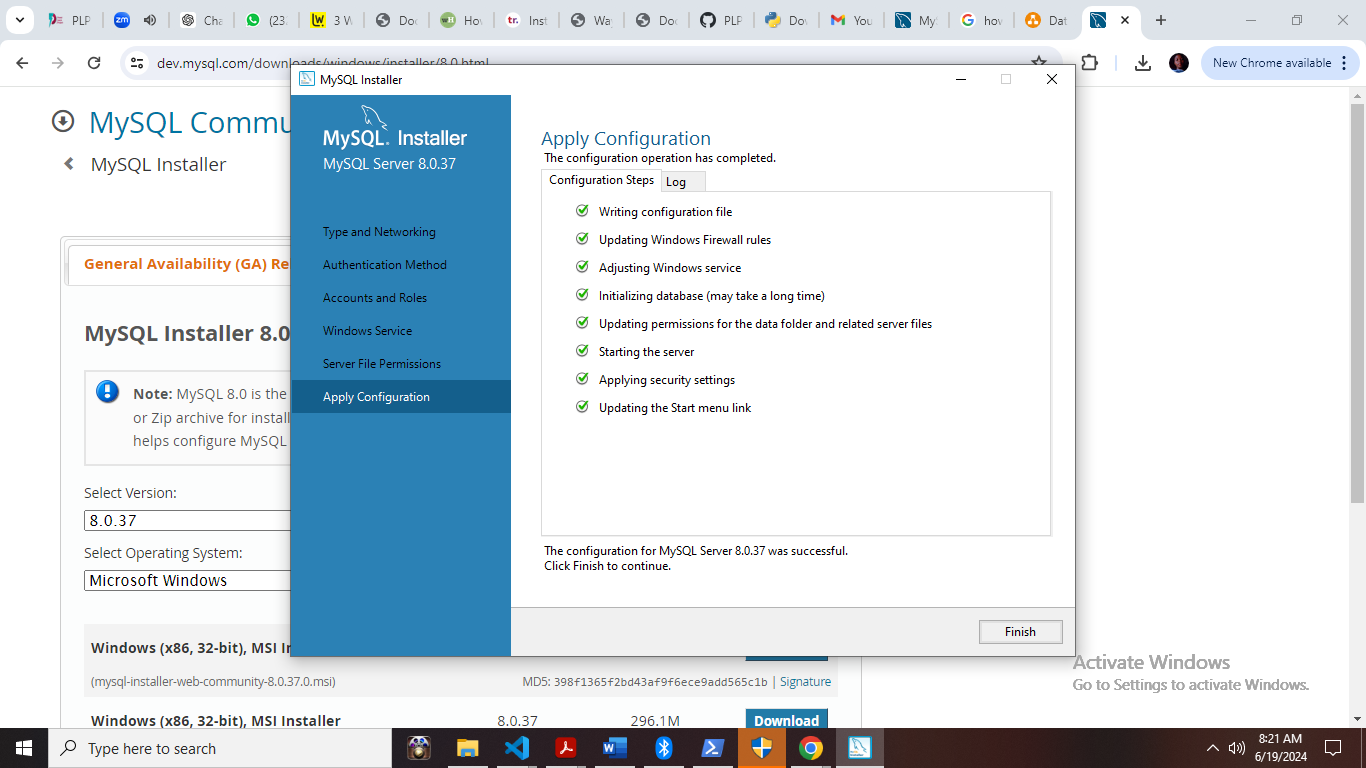 PLP
zm
Cha
(23
3 W
Doc
Hov
Inst
Way
Doc
PLP
Dov
You
My
how
Dat
dev.mysql.com/downloads/windows/installer/8.0.html
New Chrome available
MySQL Commu
MySQL Installer
General Availability (GA) Re
MySQL Installer 8.0
Note: MySQL 8.0 is the
or Zip archive for install
helps configure MySQL
Select Version:
8.0.37
Select Operating System:
Microsoft Windows
Windows (x86, 32-bit), MSI In
(mysql-installer-web-community-8.0.37.0.msi)
MD5: 398f1365f2bd43af9f6ece9add565c1b | Signature
Windows (x86, 32-bit), MSI Installer
8.0.37
296.1M
Download
MySQL Installer
MySQL Installer
MySQL Server 8.0.37
Type and Networking
Authentication Method
Accounts and Roles
Windows Service
Server File Permissions
Apply Configuration
Apply Configuration
The configuration operation has completed.
Configuration Steps
Log
Writing configuration file
Updating Windows Firewall rules
Adjusting Windows service
Initializing database (may take a long time)
Updating permissions for the data folder and related server files
Starting the server
Applying security settings
Updating the Start menu link
The configuration for MySQL Server 8.0.37 was successful.
Click Finish to continue.
Finish
Activate Windows
Go to Settings to activate Windows.
Type here to search
8:21 AM
6/19/2024